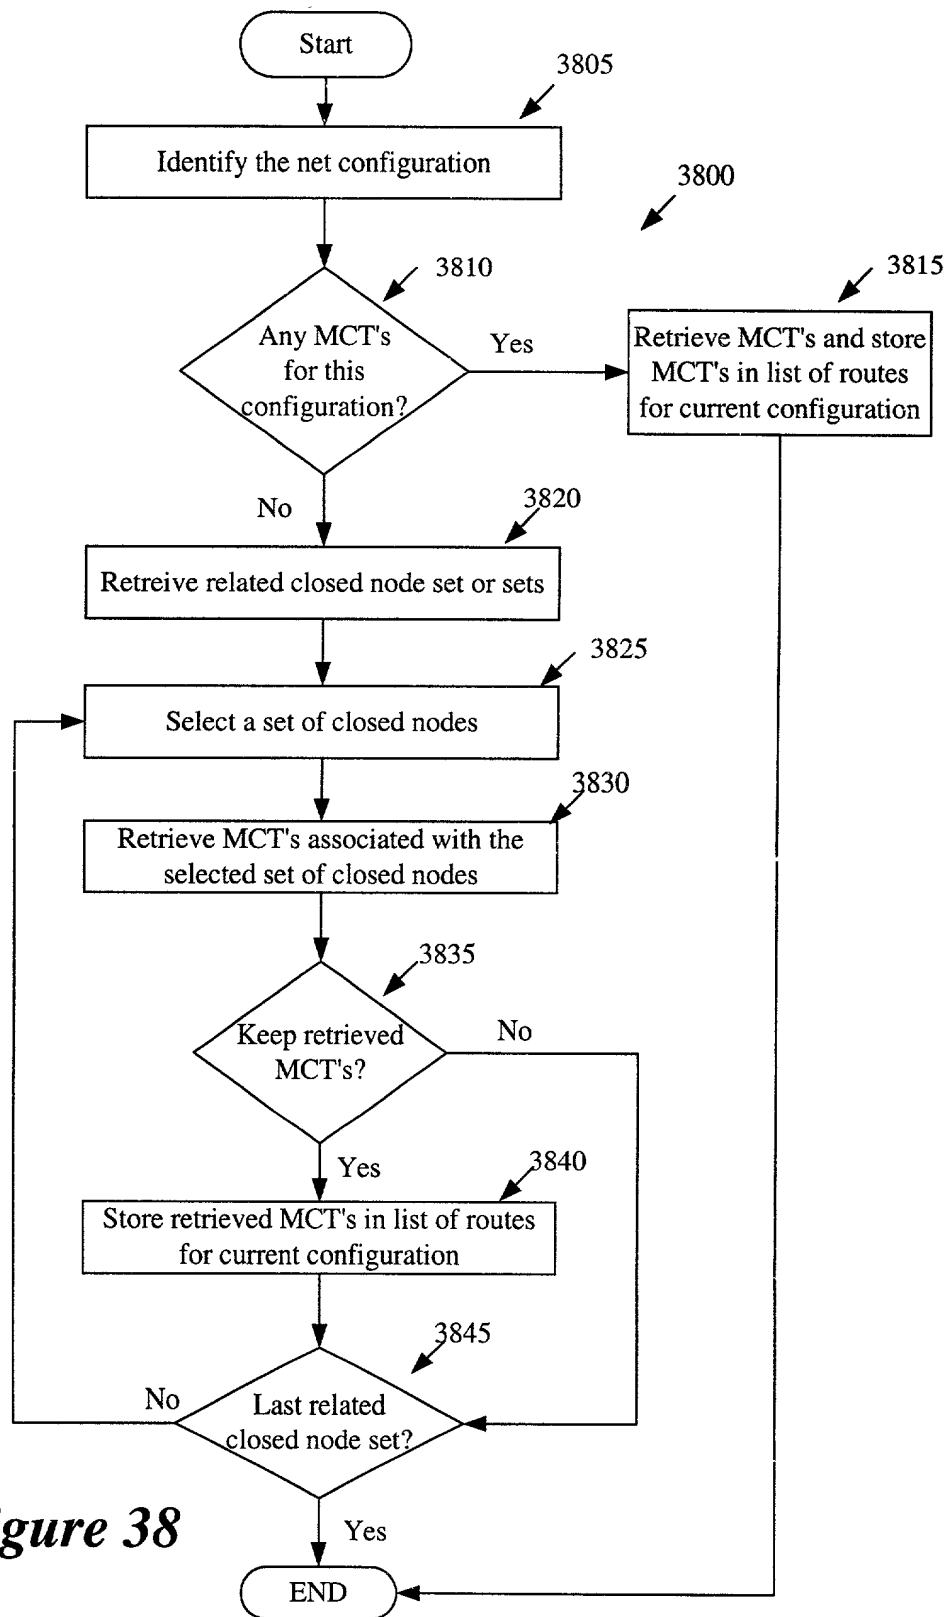 Start
3805
Identify the net configuration
3800
3810
3815
Any MCT's
for this
configuration?
Yes
Retrieve MCT's and store
MCT's in list of routes
for current configuration
No
3820
Retreive related closed node set or sets
3825
Select a set of closed nodes
3830
Retrieve MCT's associated with the
selected set of closed nodes
3835
Keep retrieved
MCT's?
No
Yes
3840
Store retrieved MCT's in list of routes
for current configuration
3845
No
Last related
closed node set?
igure 38
Yes
END